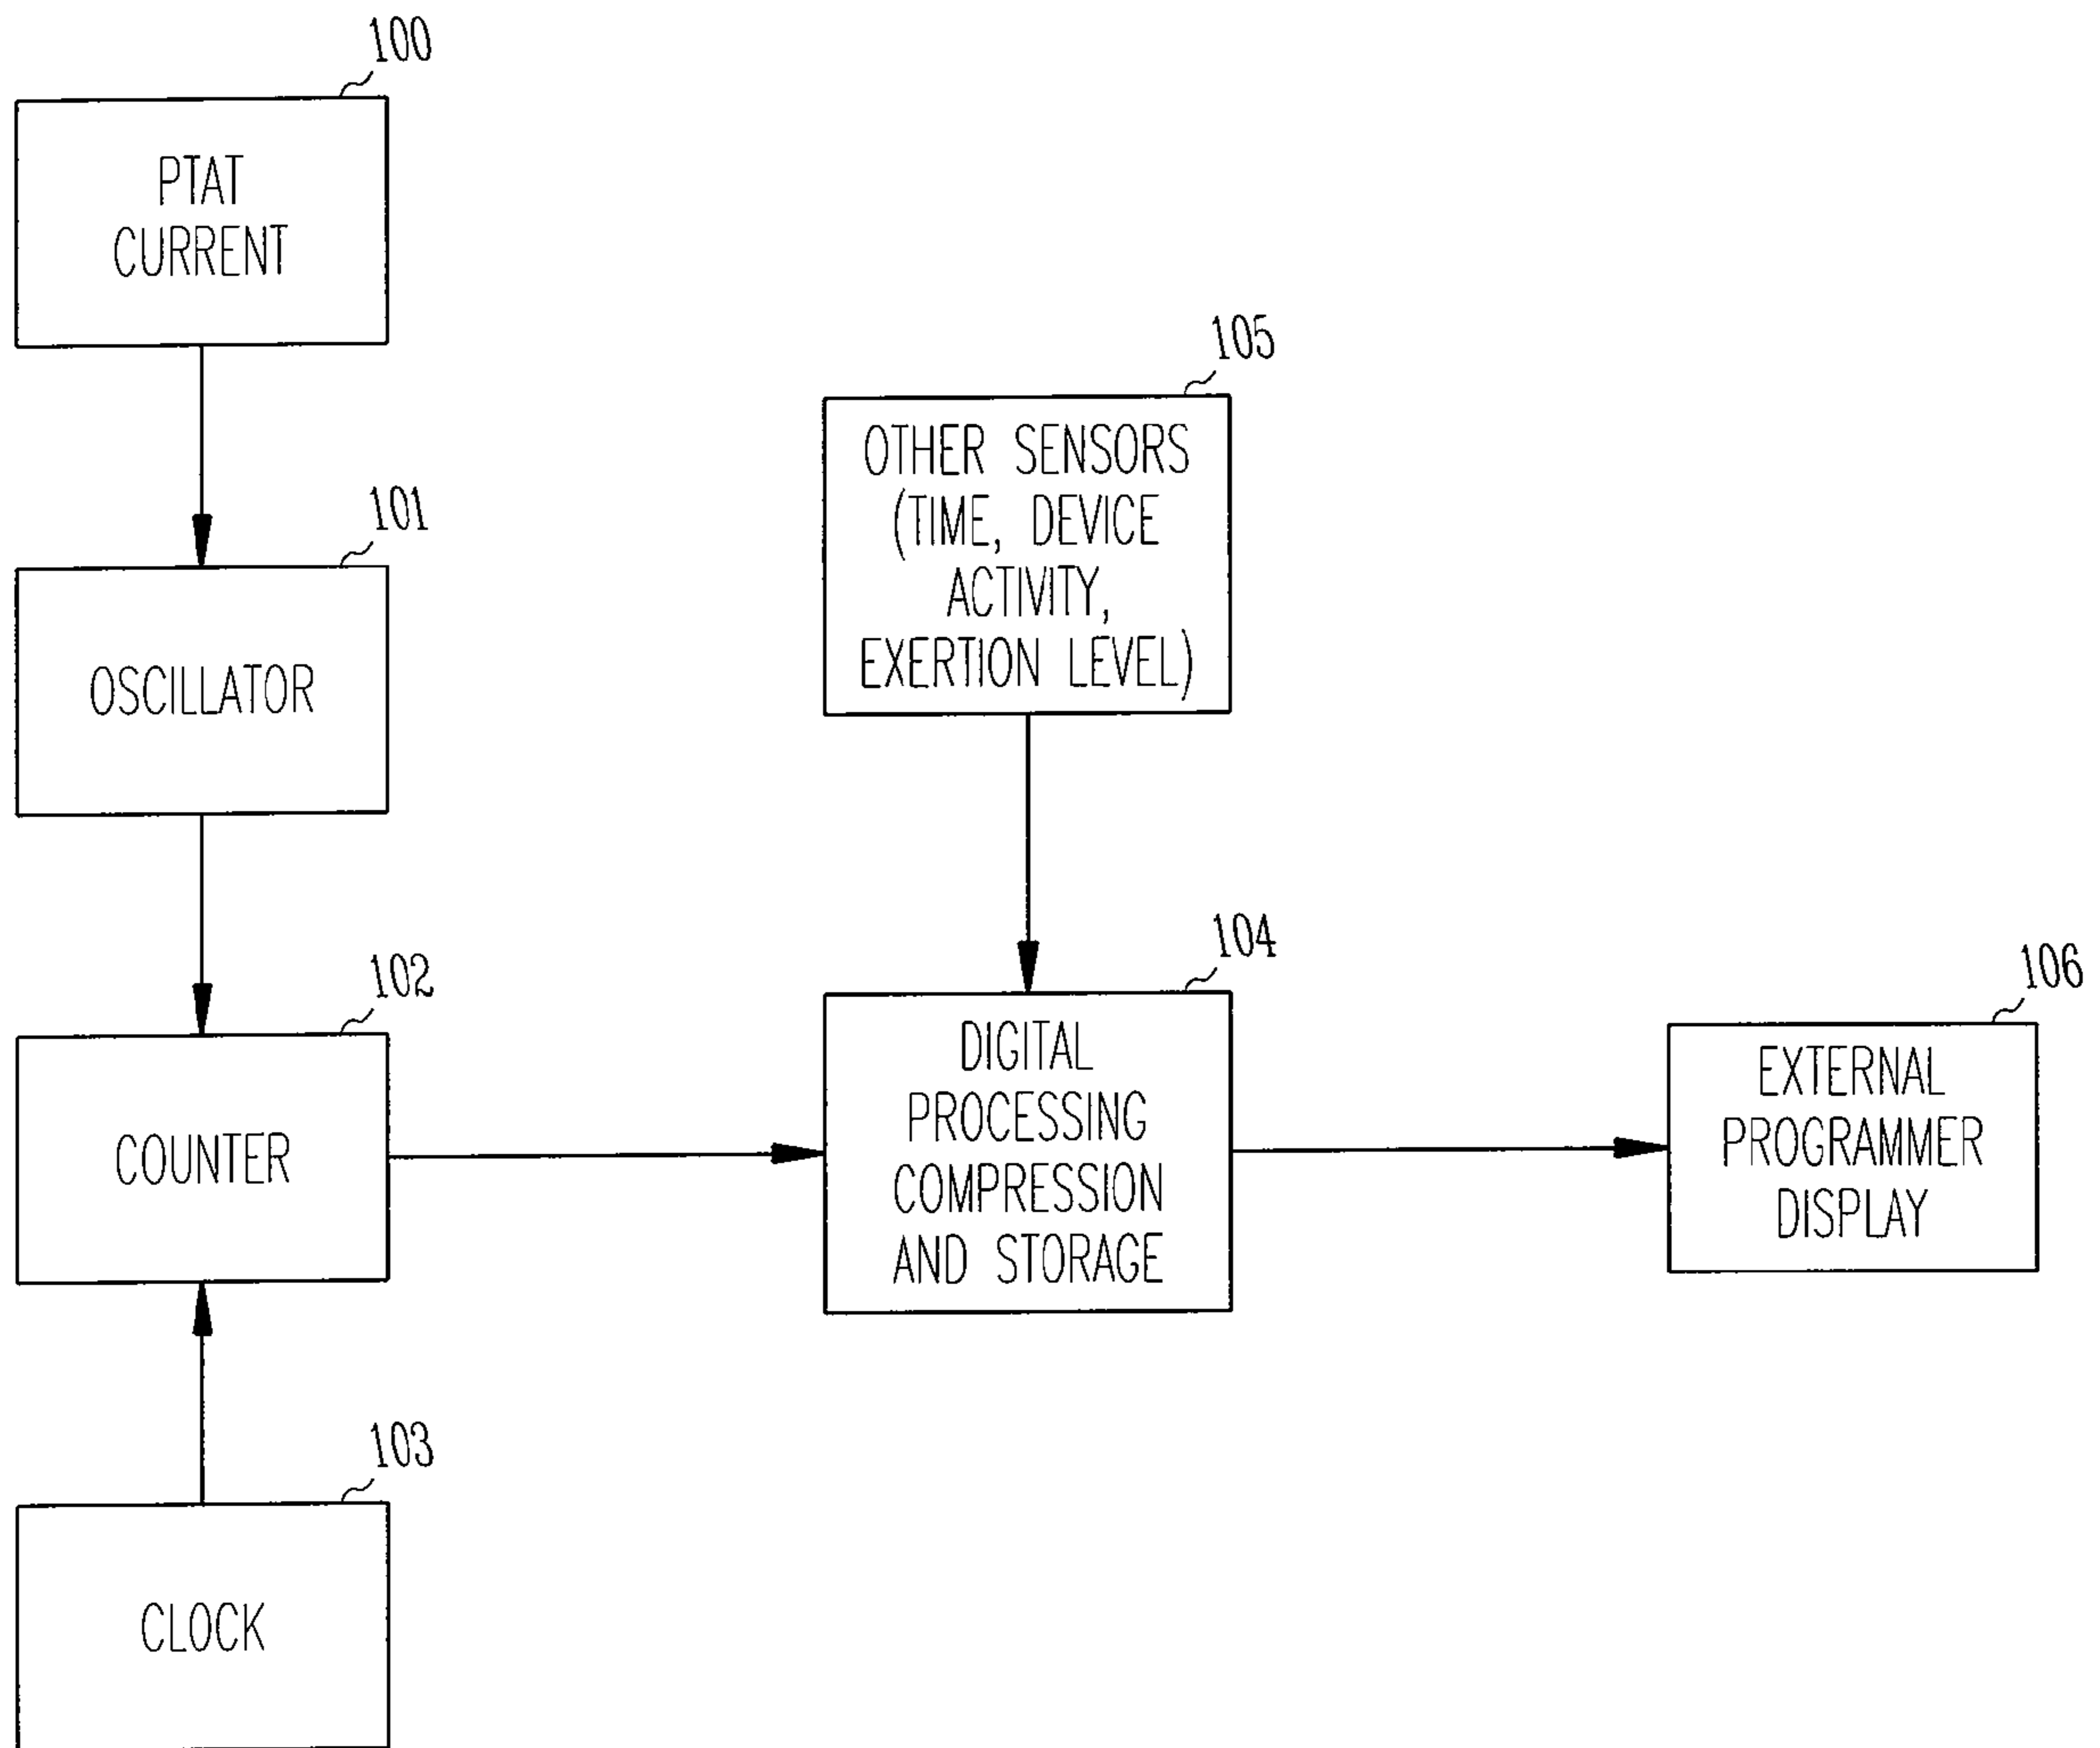 100
PTAT
CURRENT
101
OSCILLATOR
102
COUNTER
103
CLOCK
105
OTHER SENSORS
(TIME, DEVICE
ACTIVITY,
EXERTION LEVEL)
104
DIGITAL
PROCESSING
COMPRESSION
AND STORAGE
106
EXTERNAL
PROGRAMMER
DISPLAY